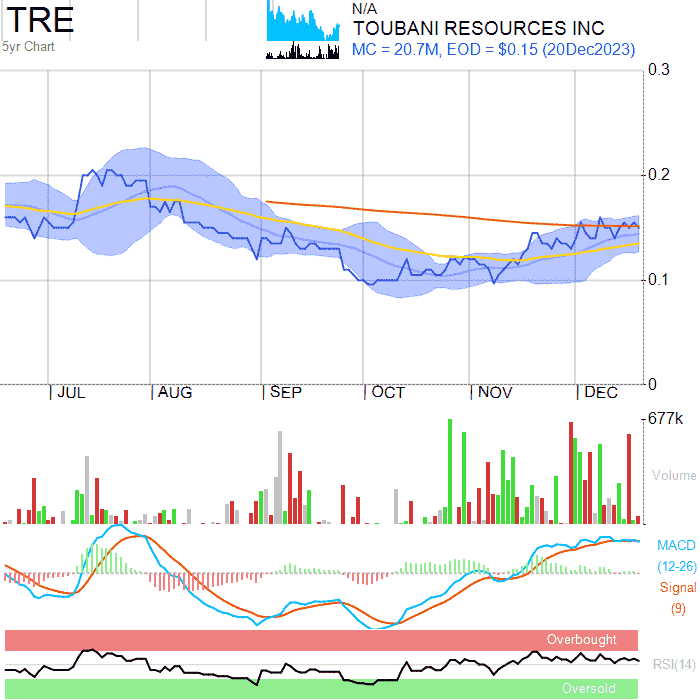 TRE
5yr Chart
N/A
TOUBANI RESOURCES INC
MC = 20.7M, EOD = $0.15 (20Dec2023)
0.3
0.2
0.1
0
JUL AUG SEP OCT NOV DEC
677k
Volume
MACD
(12-26)
Signal
(9)
Overbought
RSI(14)
Oversold